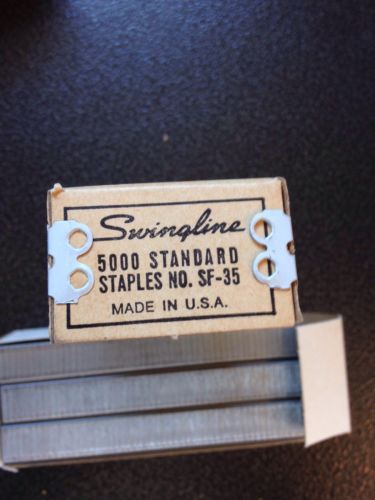 Swingline
5000 STANDARD
STAPLES NO. SF-35
MADE IN U.S.A.